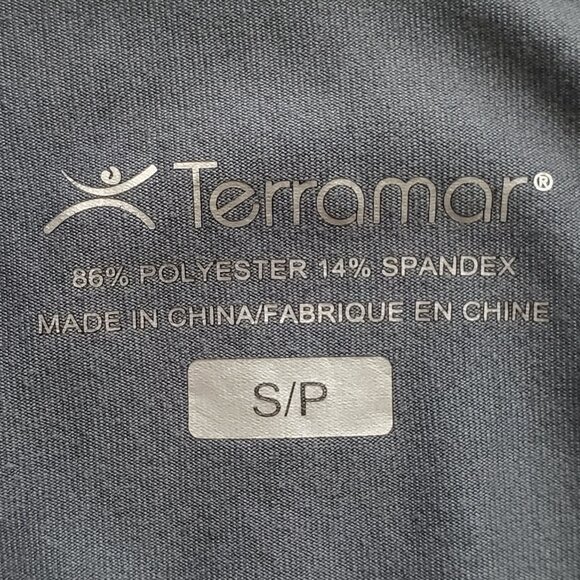 Terramar®
86% POLYESTER 14% SPANDEX
MADE IN CHINA/FABRIQUE EN CHINE
S/P